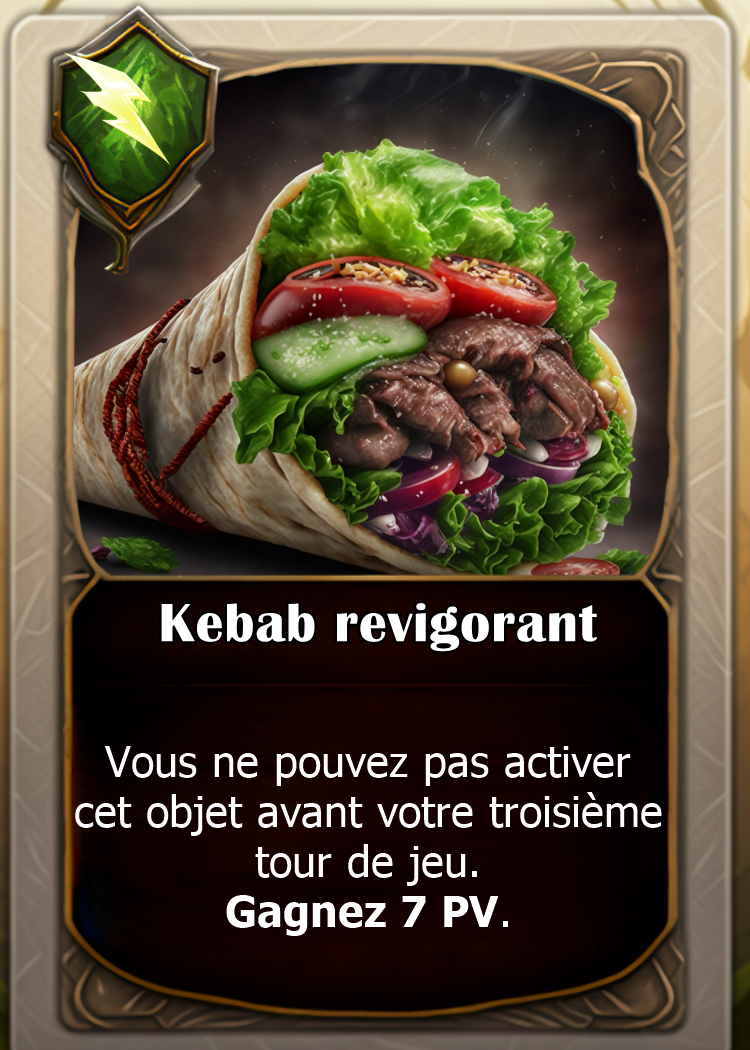 Kebab revigorant
Vous ne pouvez pas activer
cet objet avant votre troisième
tour de jeu.
Gagnez 7 PV.